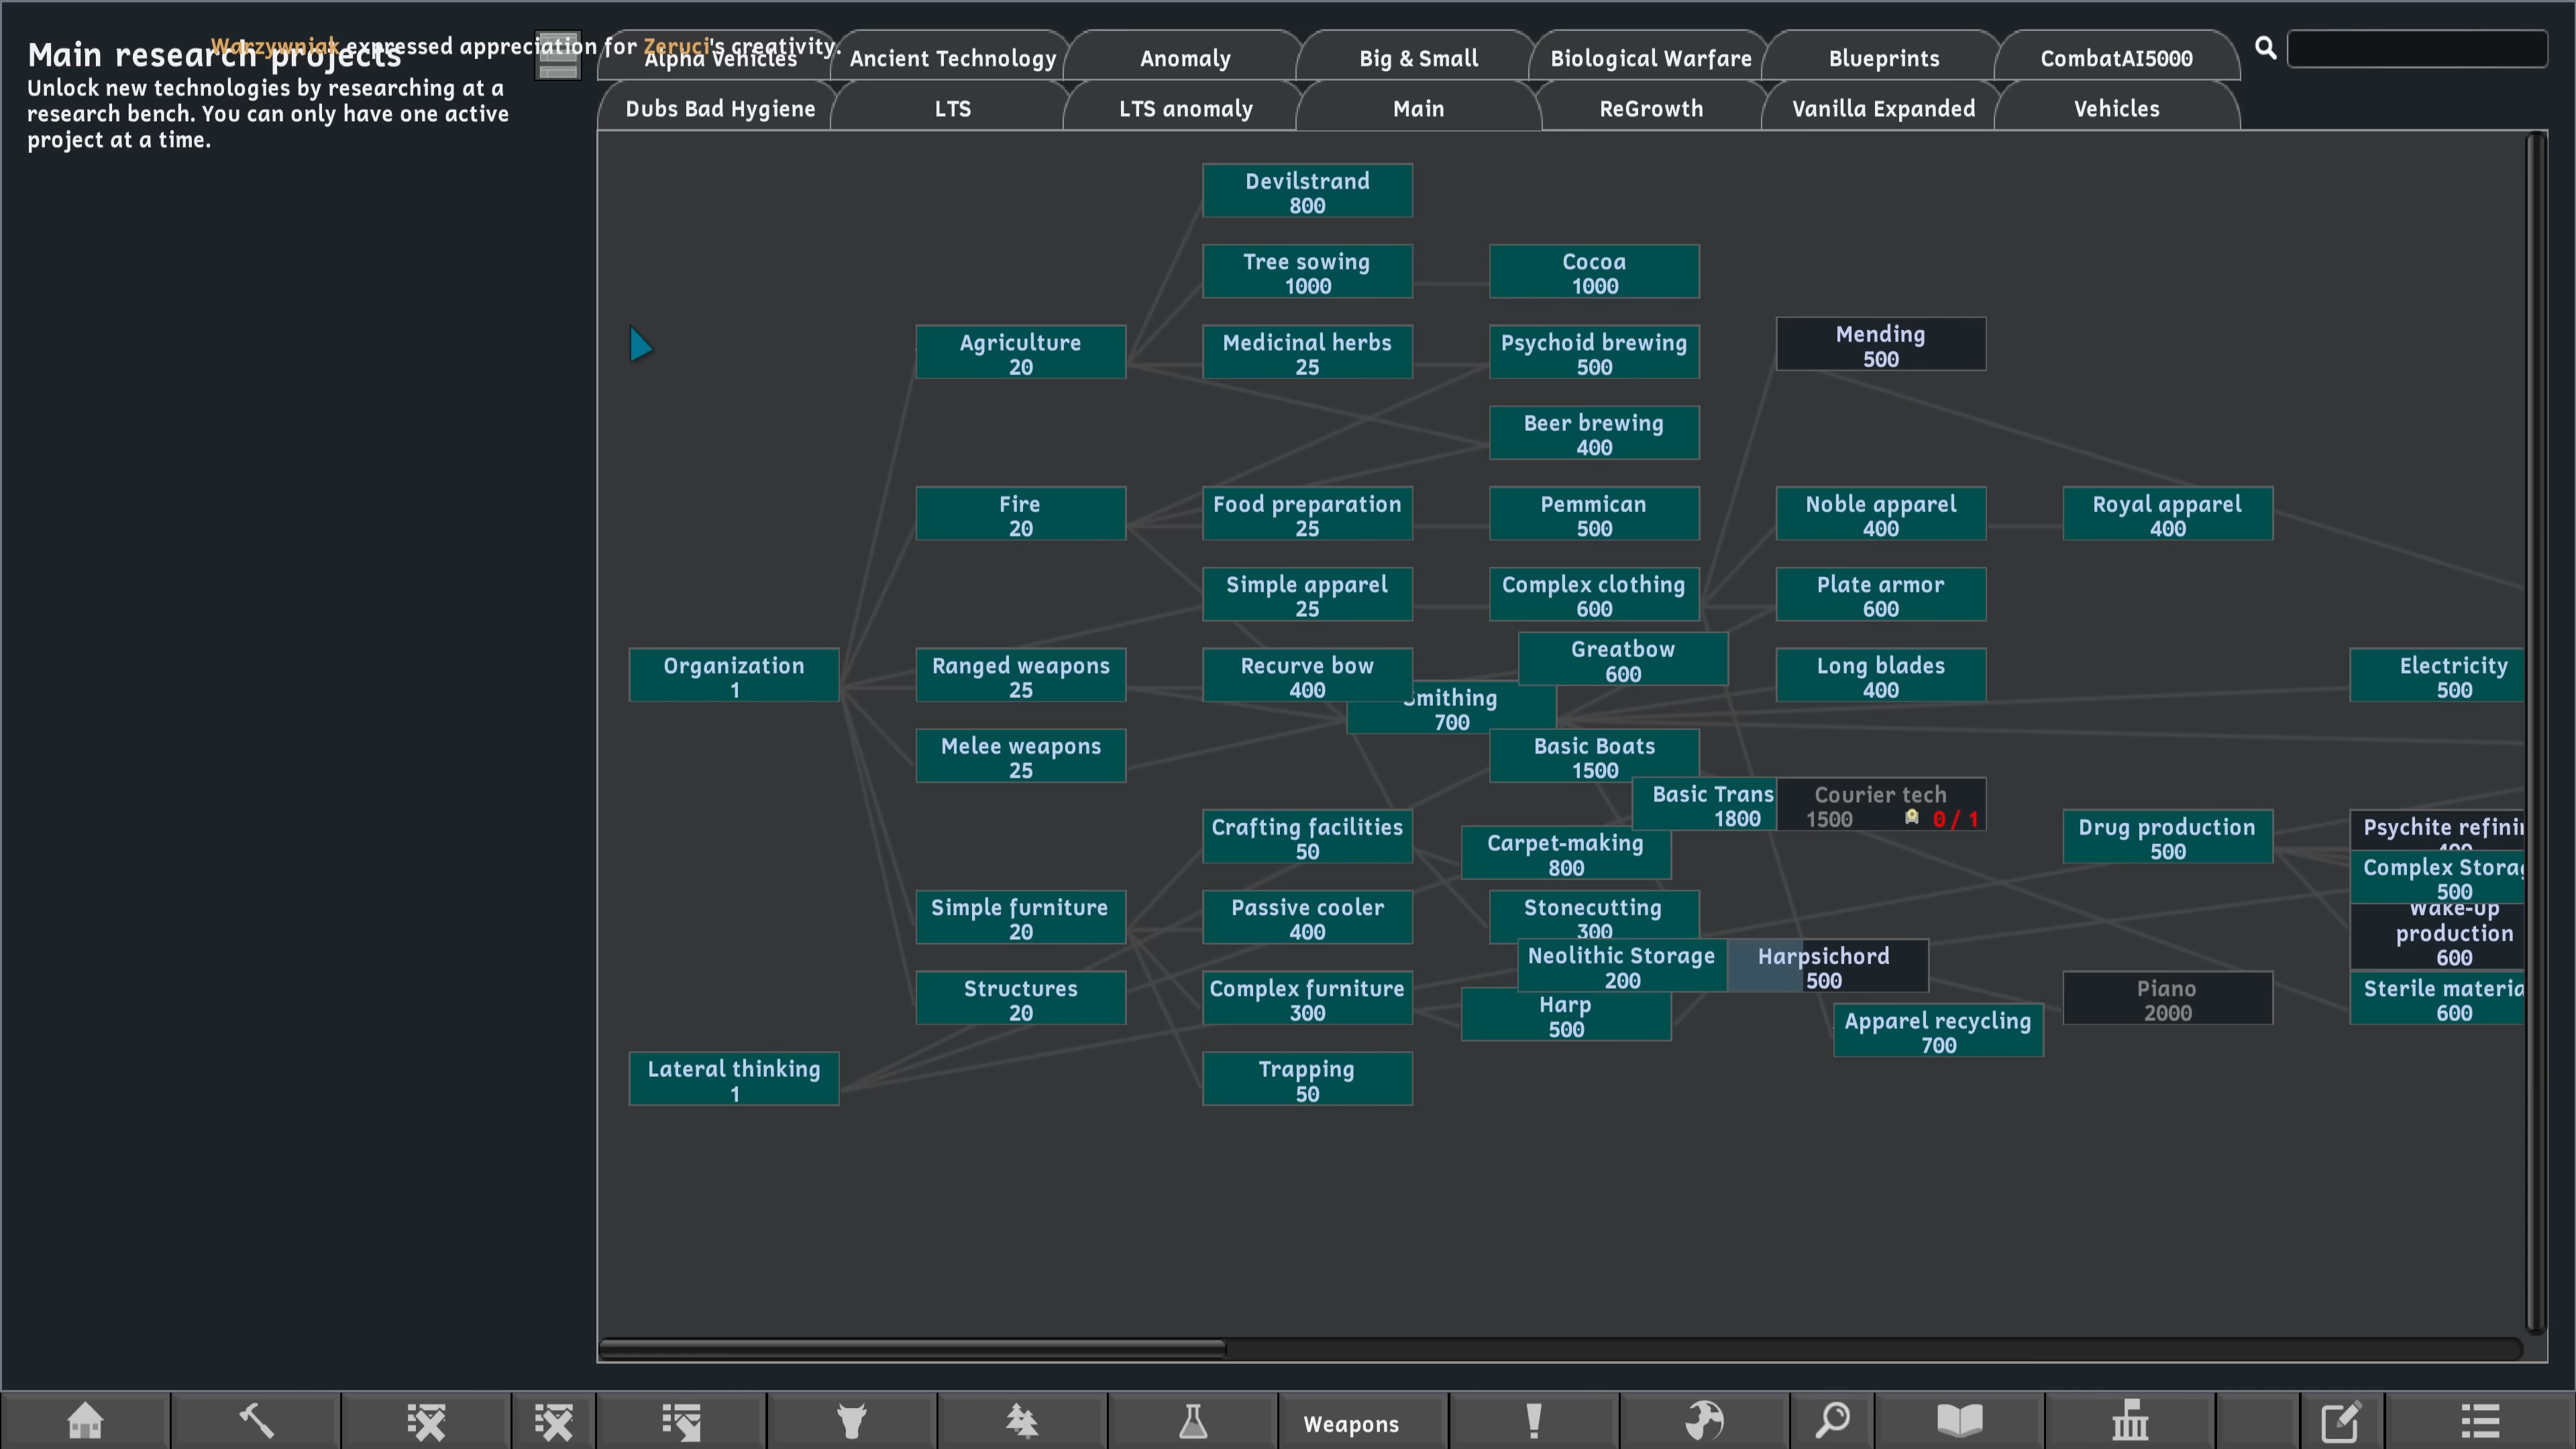 Warzywniak expressed appreciation for Zeruci's creativity.
Main research projects
Unlock new technologies by researching at a
research bench. You can only have one active
project at a time.
Alpha Vehicles
Ancient Technology
Anomaly
Big & Small
Biological Warfare
Blueprints
CombatAI5000
Dubs Bad Hygiene
LTS
LTS anomaly
Main
ReGrowth
Vanilla Expanded
Vehicles
Devilstrand
800
Tree sowing
1000
Cocoa
1000
Agriculture
20
Medicinal herbs
25
Psychoid brewing
500
Mending
500
Beer brewing
400
Fire
20
Food preparation
25
Pemmican
500
Noble apparel
400
Royal apparel
400
Simple apparel
25
Complex clothing
600
Plate armor
600
Organization
1
Ranged weapons
25
Recurve bow
400
Greatbow
600
Long blades
400
Electricity
500
Smithing
700
Melee weapons
25
Basic Boats
1500
Basic Trans
1800
Courier tech
1500 0 / 1
Crafting facilities
50
Carpet-making
800
Drug production
500
Psychite refini
400
Complex Storag
500
Simple furniture
20
Passive cooler
400
Stonecutting
300
Wake-up
production
600
Neolithic Storage
200
Harpsichord
500
Structures
20
Complex furniture
300
Harp
500
Piano
2000
Sterile materia
600
Apparel recycling
700
Lateral thinking
1
Trapping
50
Weapons